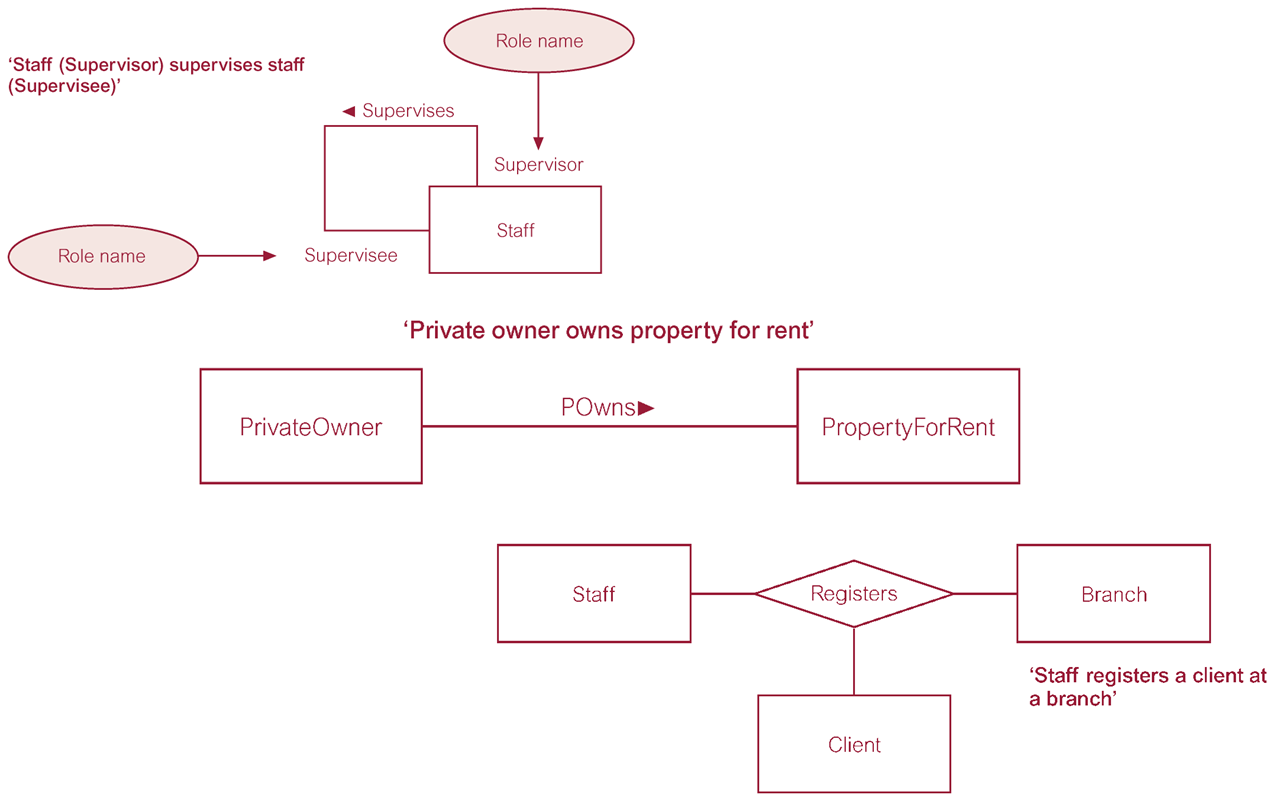 Role name
‘Staff (Supervisor) supervises staff
(Supervisee)’
◄ Supervises
Supervisor
Staff
Role name
Supervisee
‘Private owner owns property for rent’
POwns►
PrivateOwner
PropertyForRent
Staff
Registers
Branch
‘Staff registers a client at
a branch’
Client